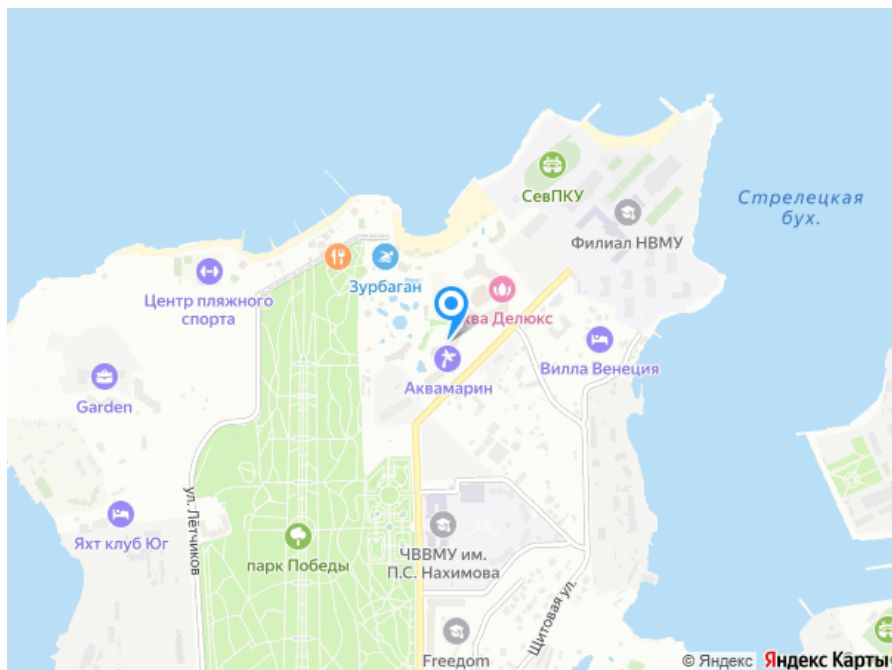 СевПКУ
Стрелецкая
бух.
Филиал НВМУ
Зурбаган
Центр пляжного
спорта
ква Делюкс
Вилла Венеция
Аквамарин
Garden
ул. Лётчиков
Яхт клуб Юг
парк Победы
ЧВВМУ им.
П.С. Нахимова
Щитовая ул.
Freedom
© Яндекс Яндекс Карты